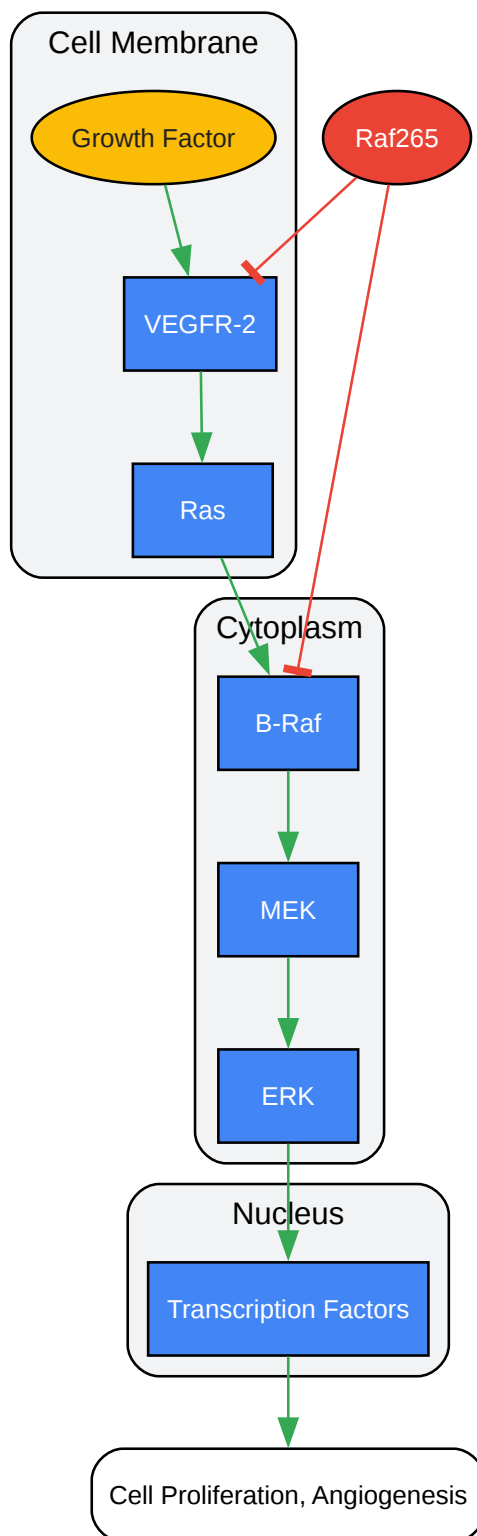 Cell Membrane
Growth Factor
Raf265
VEGFR-2
Ras
Cytoplasm
B-Raf
MEK
ERK
Nucleus
Transcription Factors
Cell Proliferation, Angiogenesis